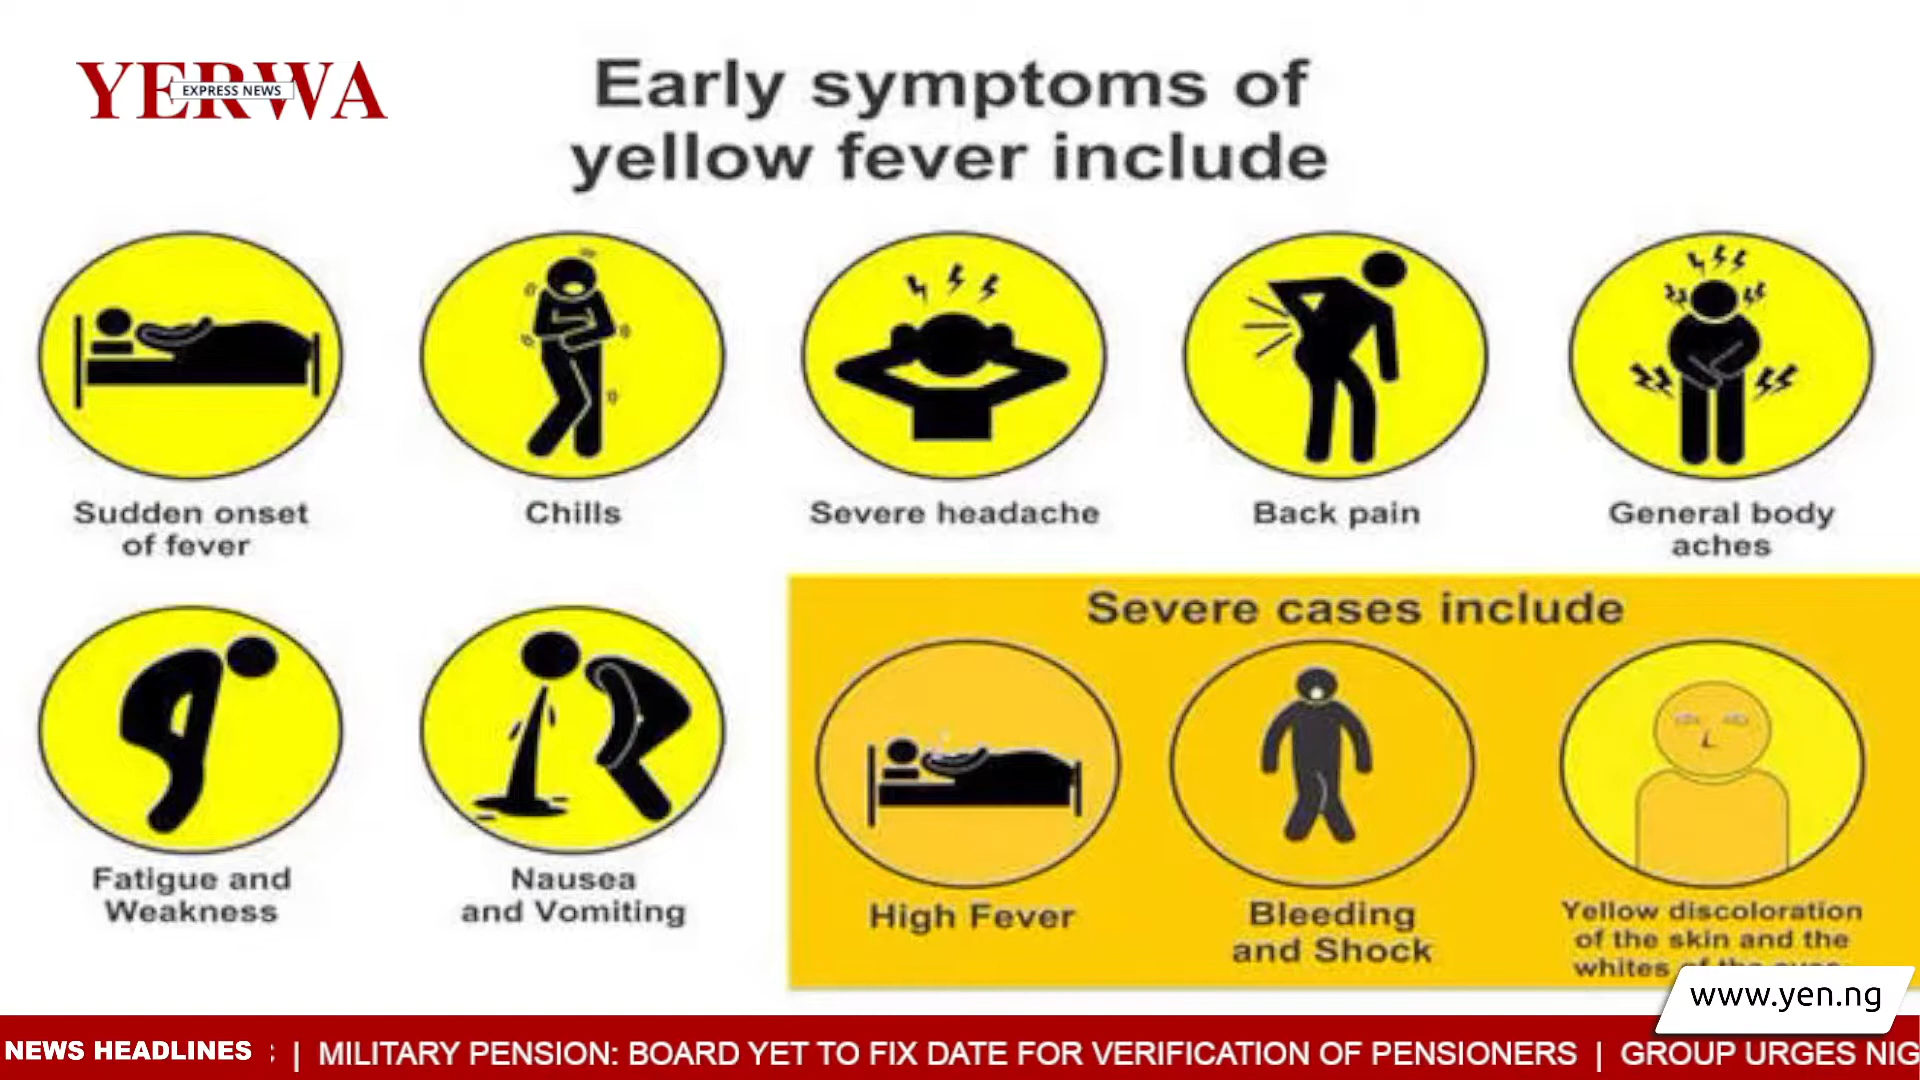 YERWA
EXPRESS NEWS
Early symptoms of
yellow fever include
Sudden onset
of fever
Chills
Severe headache
Back pain
General body
aches
Fatigue and
Weakness
Nausea
and Vomiting
Severe cases include
High Fever
Bleeding
and Shock
Yellow discoloration
of the skin and the
whites of the eyes
www.yen.ng
NEWS HEADLINES | MILITARY PENSION: BOARD YET TO FIX DATE FOR VERIFICATION OF PENSIONERS | GROUP URGES NIG